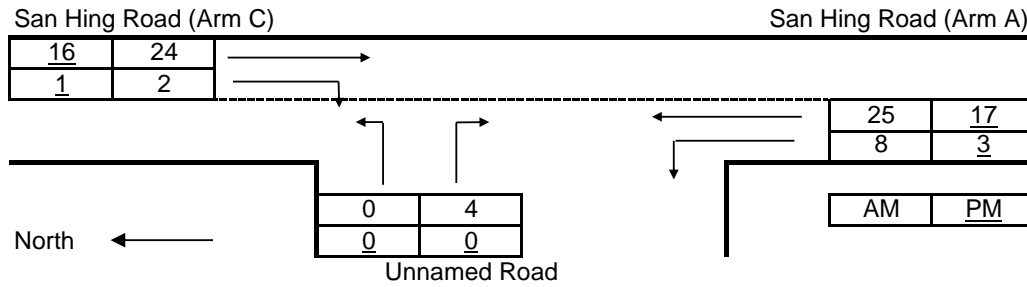 San Hing Road (Arm C) San Hing Road (Arm A)
16 24
1 2
25 17
8 3
0 4
AM PM
North
0 0
Unnamed Road